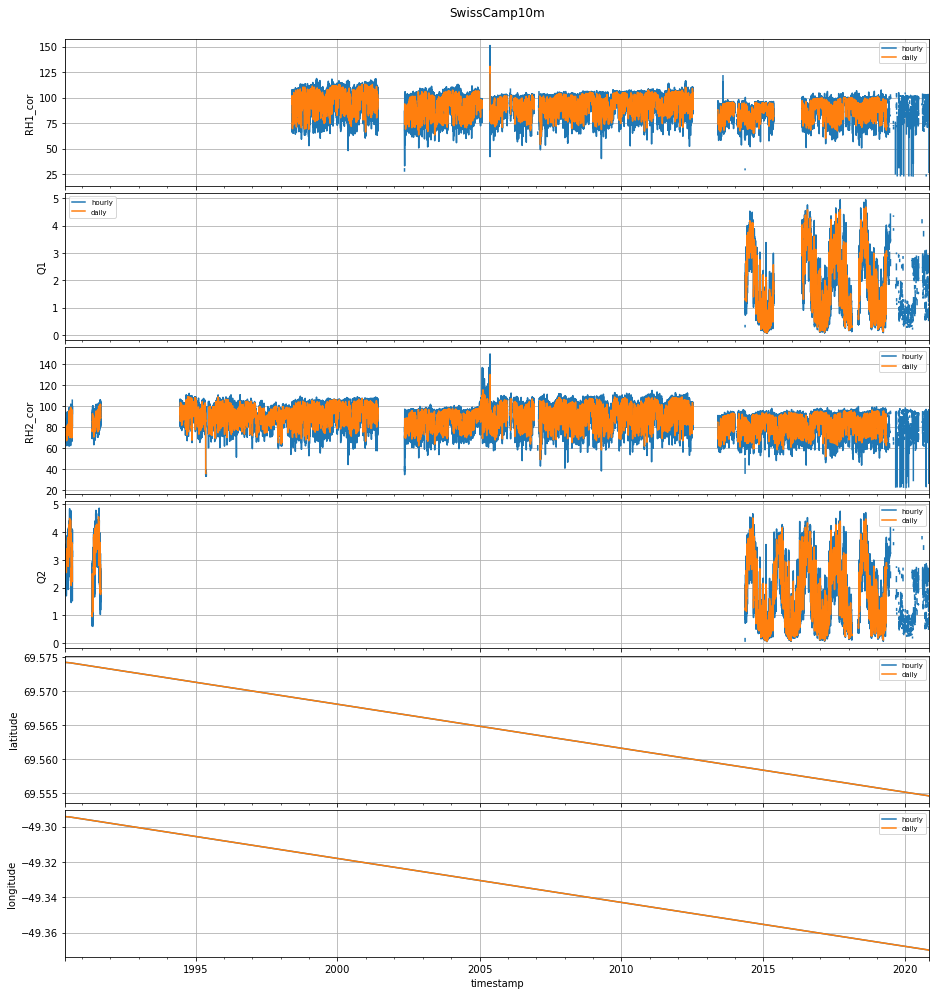 SwissCamp10m
RH1_cor
150
125
100
75
50
25
hourly
daily
Q1
5
4
3
2
1
0
hourly
daily
RH2_cor
140
120
100
80
60
40
20
hourly
daily
Q2
5
4
3
2
1
0
hourly
daily
latitude
69.575
69.570
69.565
69.560
69.555
hourly
daily
longitude
−49.30
−49.32
−49.34
−49.36
hourly
daily
1995 2000 2005 2010 2015 2020
timestamp